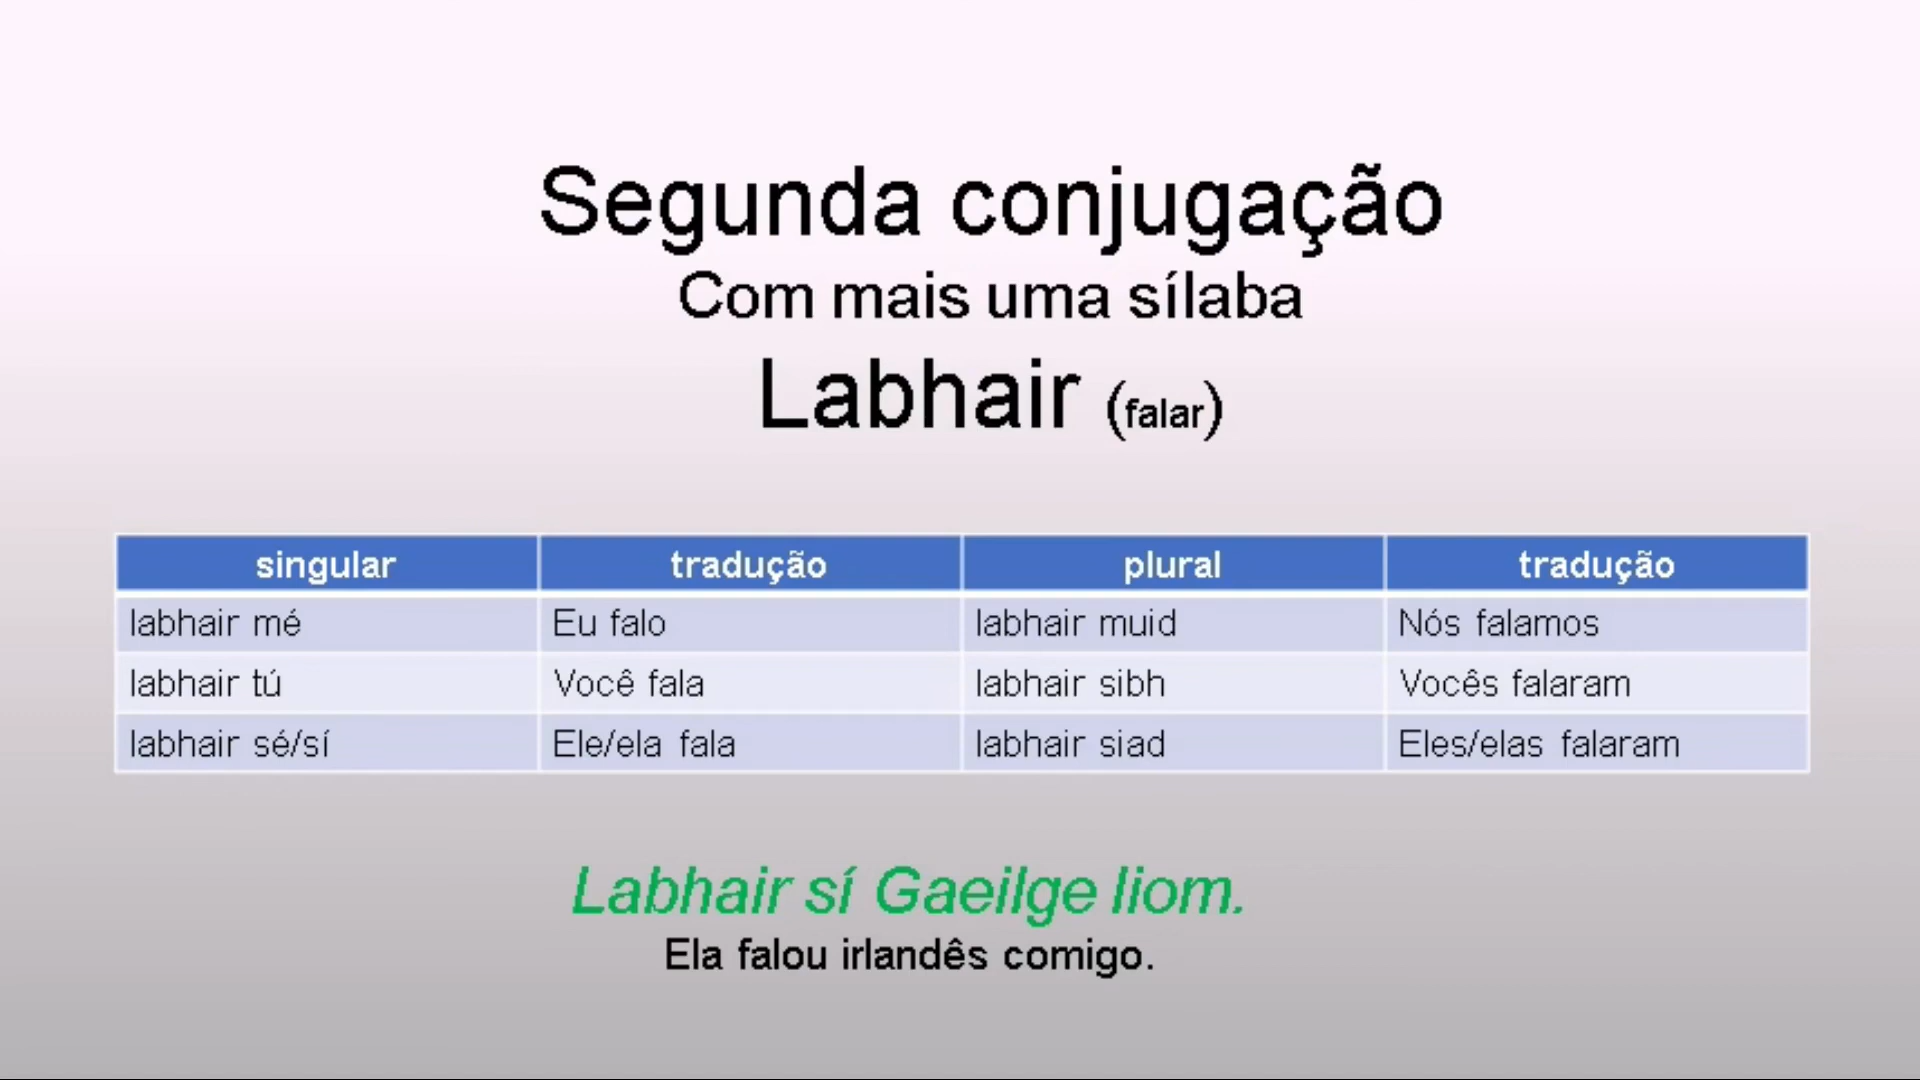 Segunda conjugação
Com mais uma sílaba
Labhair (falar)
singular tradução plural tradução
labhair mé Eu falo labhair muid Nós falamos
labhair tú Você fala labhair sibh Vocês falaram
labhair sé/sí Ele/ela fala labhair siad Eles/elas falaram
Labhair sí Gaeilge liom.
Ela falou irlandês comigo.